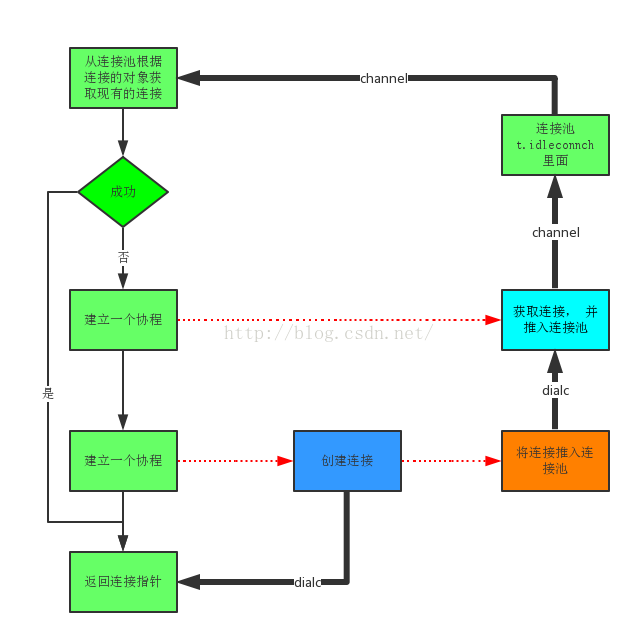 从连接池根据
连接的对象获
取现有的连接
channel
连接池
t.idleconnch
里面
成功
channel
否
建立一个协程
获取连接， 并
推入连接池
http://blog.csdn.net/
是
dialc
建立一个协程
创建连接
将连接推入连
接池
返回连接指针
dialc